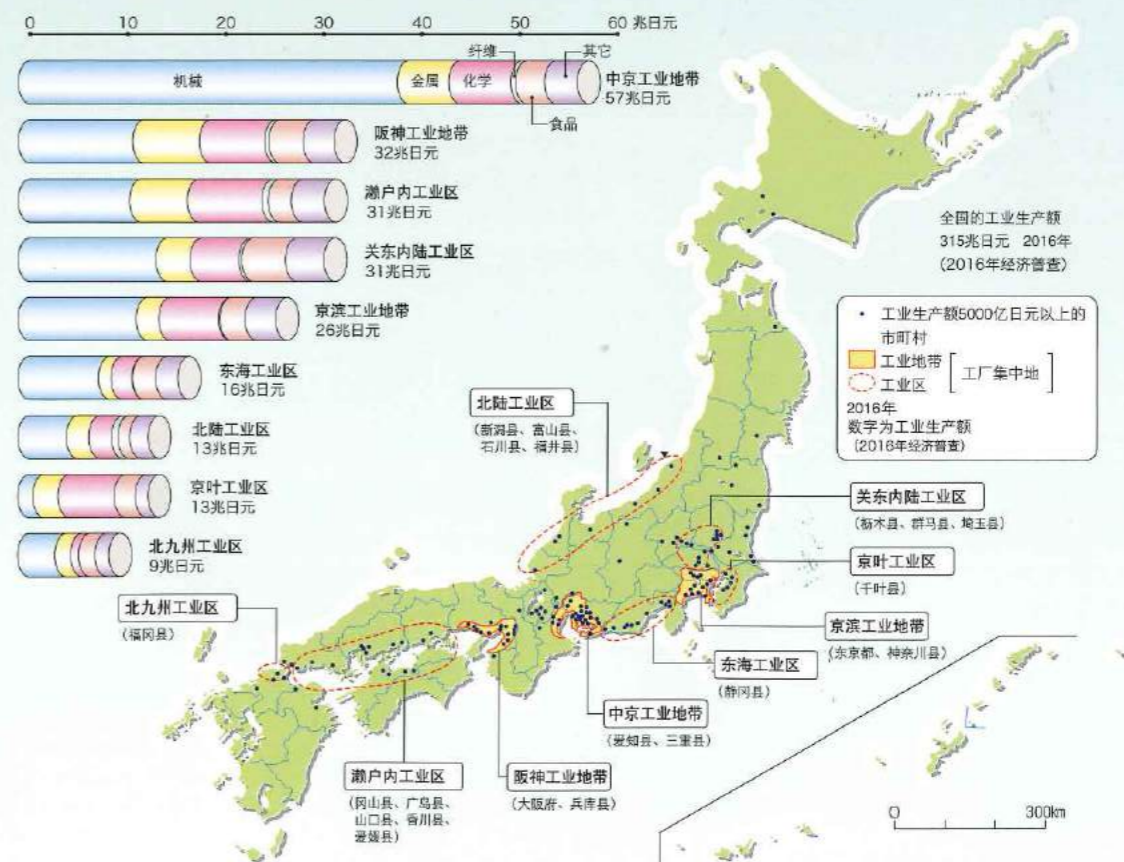 0 10 20 30 40 50 60 兆日元
纤维
其它
机械
金属
化学
食品
中京工业地带
57兆日元
阪神工业地带
32兆日元
濑户内工业区
31兆日元
关东内陆工业区
31兆日元
京滨工业地带
26兆日元
东海工业区
16兆日元
北陆工业区
13兆日元
京叶工业区
13兆日元
北九州工业区
9兆日元
全国的工业生产额
315兆日元 2016年
(2016年经济普查)
工业生产额5000亿日元以上的
市町村
工业地带
工业区
工厂集中地
2016年
数字为工业生产额
(2016年经济普查)
北陆工业区
(新潟县、富山县、
石川县、福井县)
关东内陆工业区
(栃木县、群马县、埼玉县)
京叶工业区
(千叶县)
京滨工业地带
(东京都、神奈川县)
东海工业区
(静冈县)
中京工业地带
(爱知县、三重县)
阪神工业地带
(大阪府、兵库县)
濑户内工业区
(冈山县、广岛县、
山口县、香川县、
爱媛县)
北九州工业区
(福冈县)
0 300km